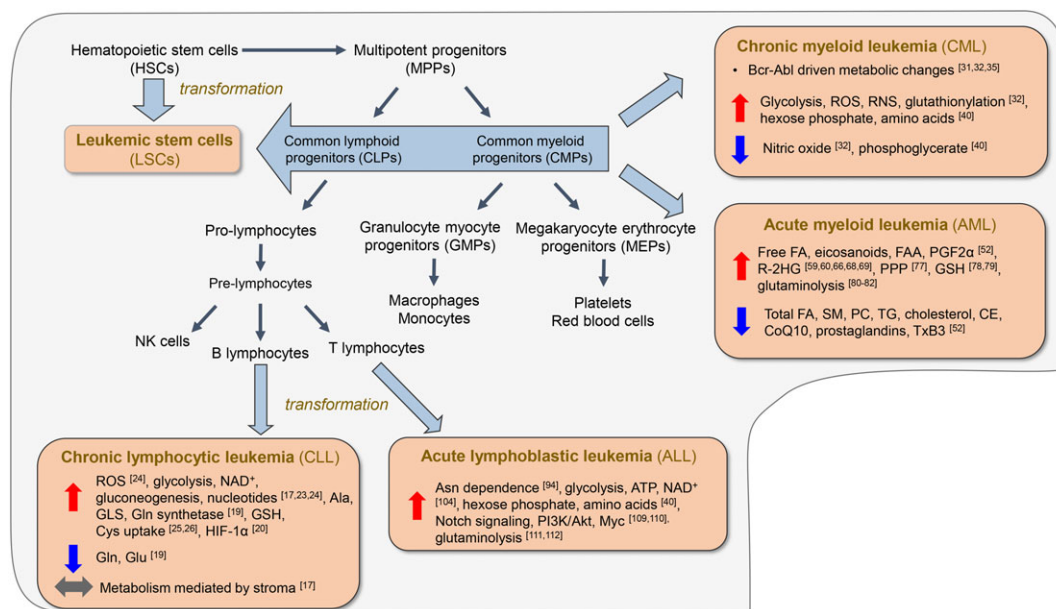 Hematopoietic stem cells
(HSCs)
Multipotent progenitors
(MPPs)
transformation
Leukemic stem cells
(LSCs)
Common lymphoid
progenitors (CLPs)
Common myeloid
progenitors (CMPs)
Pro-lymphocytes
Granulocyte myocyte
progenitors (GMPs)
Megakaryocyte erythrocyte
progenitors (MEPs)
Pre-lymphocytes
Macrophages
Monocytes
Platelets
Red blood cells
NK cells
B lymphocytes
T lymphocytes
transformation
Chronic myeloid leukemia (CML)
• Bcr-Abl driven metabolic changes [31,32,35]
Glycolysis, ROS, RNS, glutathionylation [32],
hexose phosphate, amino acids [40]
Nitric oxide [32], phosphoglycerate [40]
Acute myeloid leukemia (AML)
Free FA, eicosanoids, FAA, PGF2α [52],
R-2HG [59,60,66,68,69], PPP [77], GSH [78,79],
glutaminolysis [80-82]
Total FA, SM, PC, TG, cholesterol, CE,
CoQ10, prostaglandins, TxB3 [52]
Chronic lymphocytic leukemia (CLL)
ROS [24], glycolysis, NAD+,
gluconeogenesis, nucleotides [17,23,24], Ala,
GLS, Gln synthetase [19], GSH,
Cys uptake [25,26], HIF-1α [20]
Gln, Glu [19]
Metabolism mediated by stroma [17]
Acute lymphoblastic leukemia (ALL)
Asn dependence [94], glycolysis, ATP, NAD+
[104], hexose phosphate, amino acids [40],
Notch signaling, PI3K/Akt, Myc [109,110],
glutaminolysis [111,112]